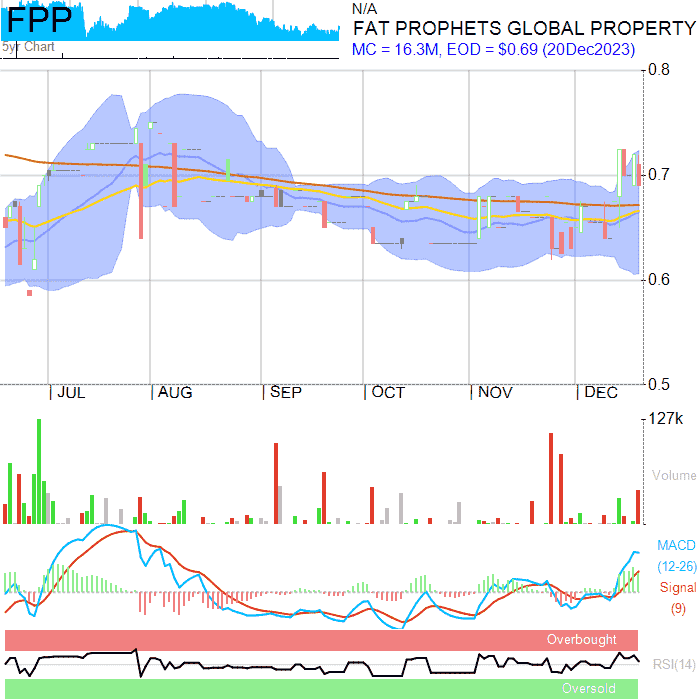 FPP
N/A
FAT PROPHETS GLOBAL PROPERTY
MC = 16.3M, EOD = $0.69 (20Dec2023)
5yr Chart
0.8
0.7
0.6
0.5
JUL AUG SEP OCT NOV DEC
127k
Volume
MACD
(12-26)
Signal
(9)
Overbought
RSI(14)
Oversold